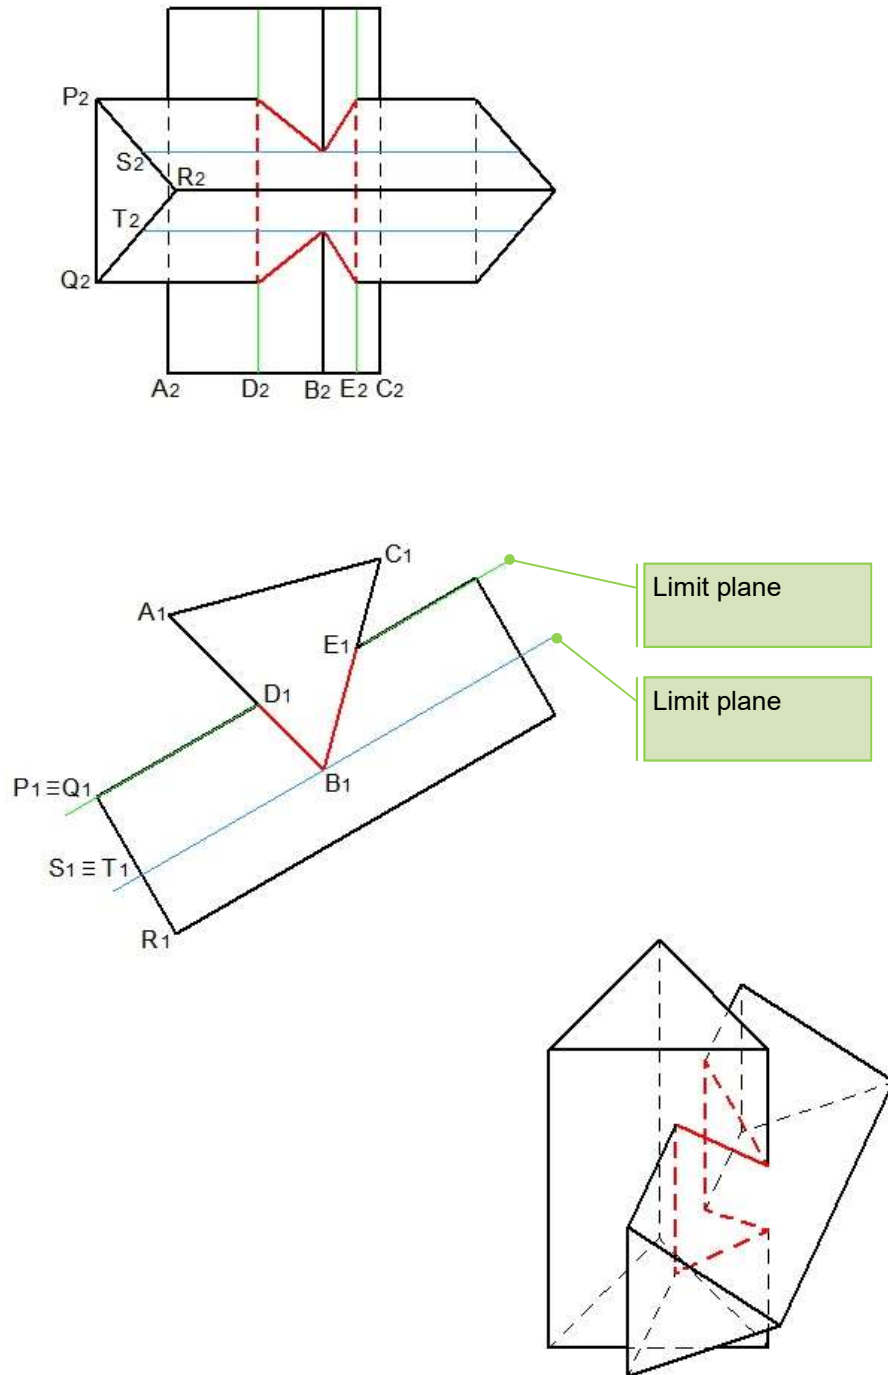 P2
S2
R2
T2
Q2
A2 D2 B2 E2 C2
C1
Limit plane
A1
E1
D1
Limit plane
B1
P1 ≡Q1
S1 ≡ T1
R1